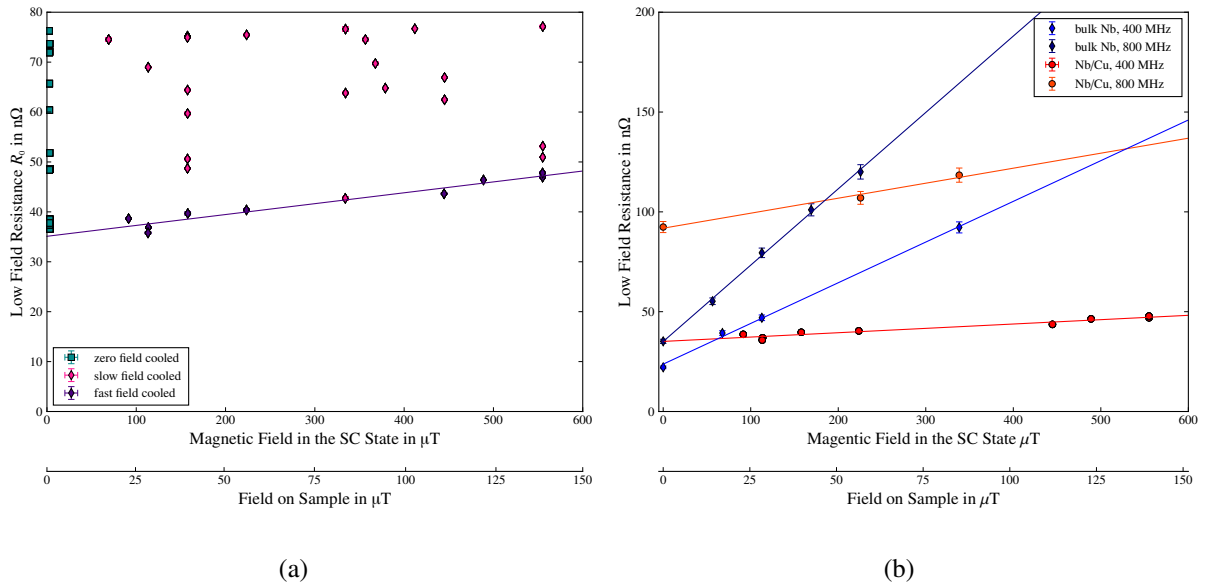 80
70
60
50
40
30
20
10
0
Low Field Resistance R₀ in nΩ
zero field cooled
slow field cooled
fast field cooled
0 100 200 300 400 500 600
Magnetic Field in the SC State in μT
0 25 50 75 100 125 150
Field on Sample in μT
(a)
200
150
100
50
0
Low Field Resistance in nΩ
bulk Nb, 400 MHz
bulk Nb, 800 MHz
Nb/Cu, 400 MHz
Nb/Cu, 800 MHz
0 100 200 300 400 500 600
Magentic Field in the SC State μT
0 25 50 75 100 125 150
Field on Sample in μT
(b)